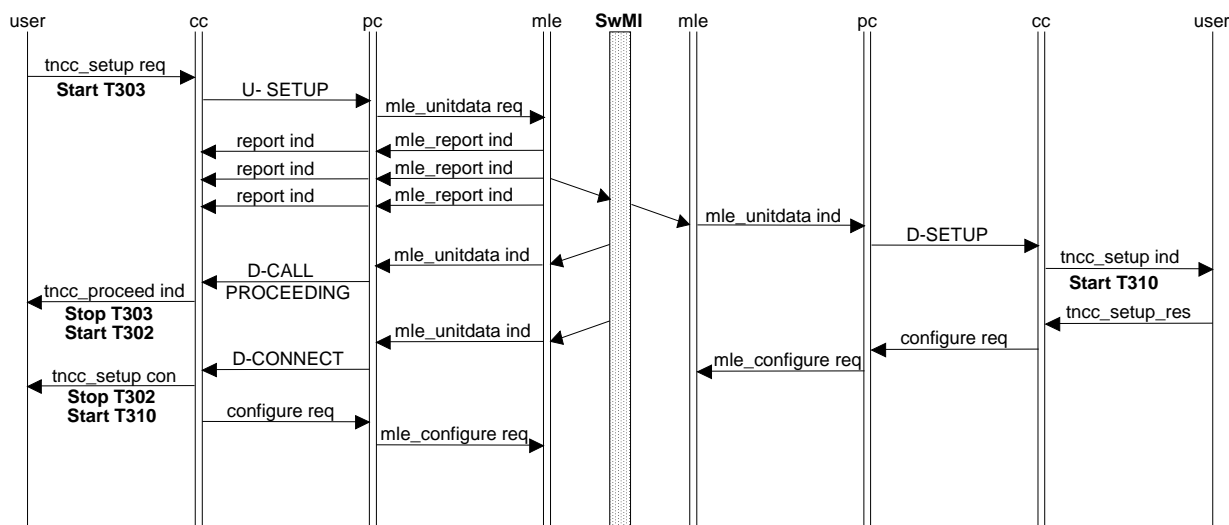 user cc pc mle SwMI mle pc cc user
tncc_setup req
Start T303
U- SETUP
mle_unitdata req
report ind
mle_report ind
report ind
mle_report ind
report ind
mle_report ind
mle_unitdata ind
D-SETUP
tncc_setup ind
Start T310
mle_unitdata ind
D-CALL
PROCEEDING
tncc_proceed ind
Stop T303
Start T302
tncc_setup_res
configure req
mle_configure req
mle_unitdata ind
D-CONNECT
tncc_setup con
Stop T302
Start T310
configure req
mle_configure req